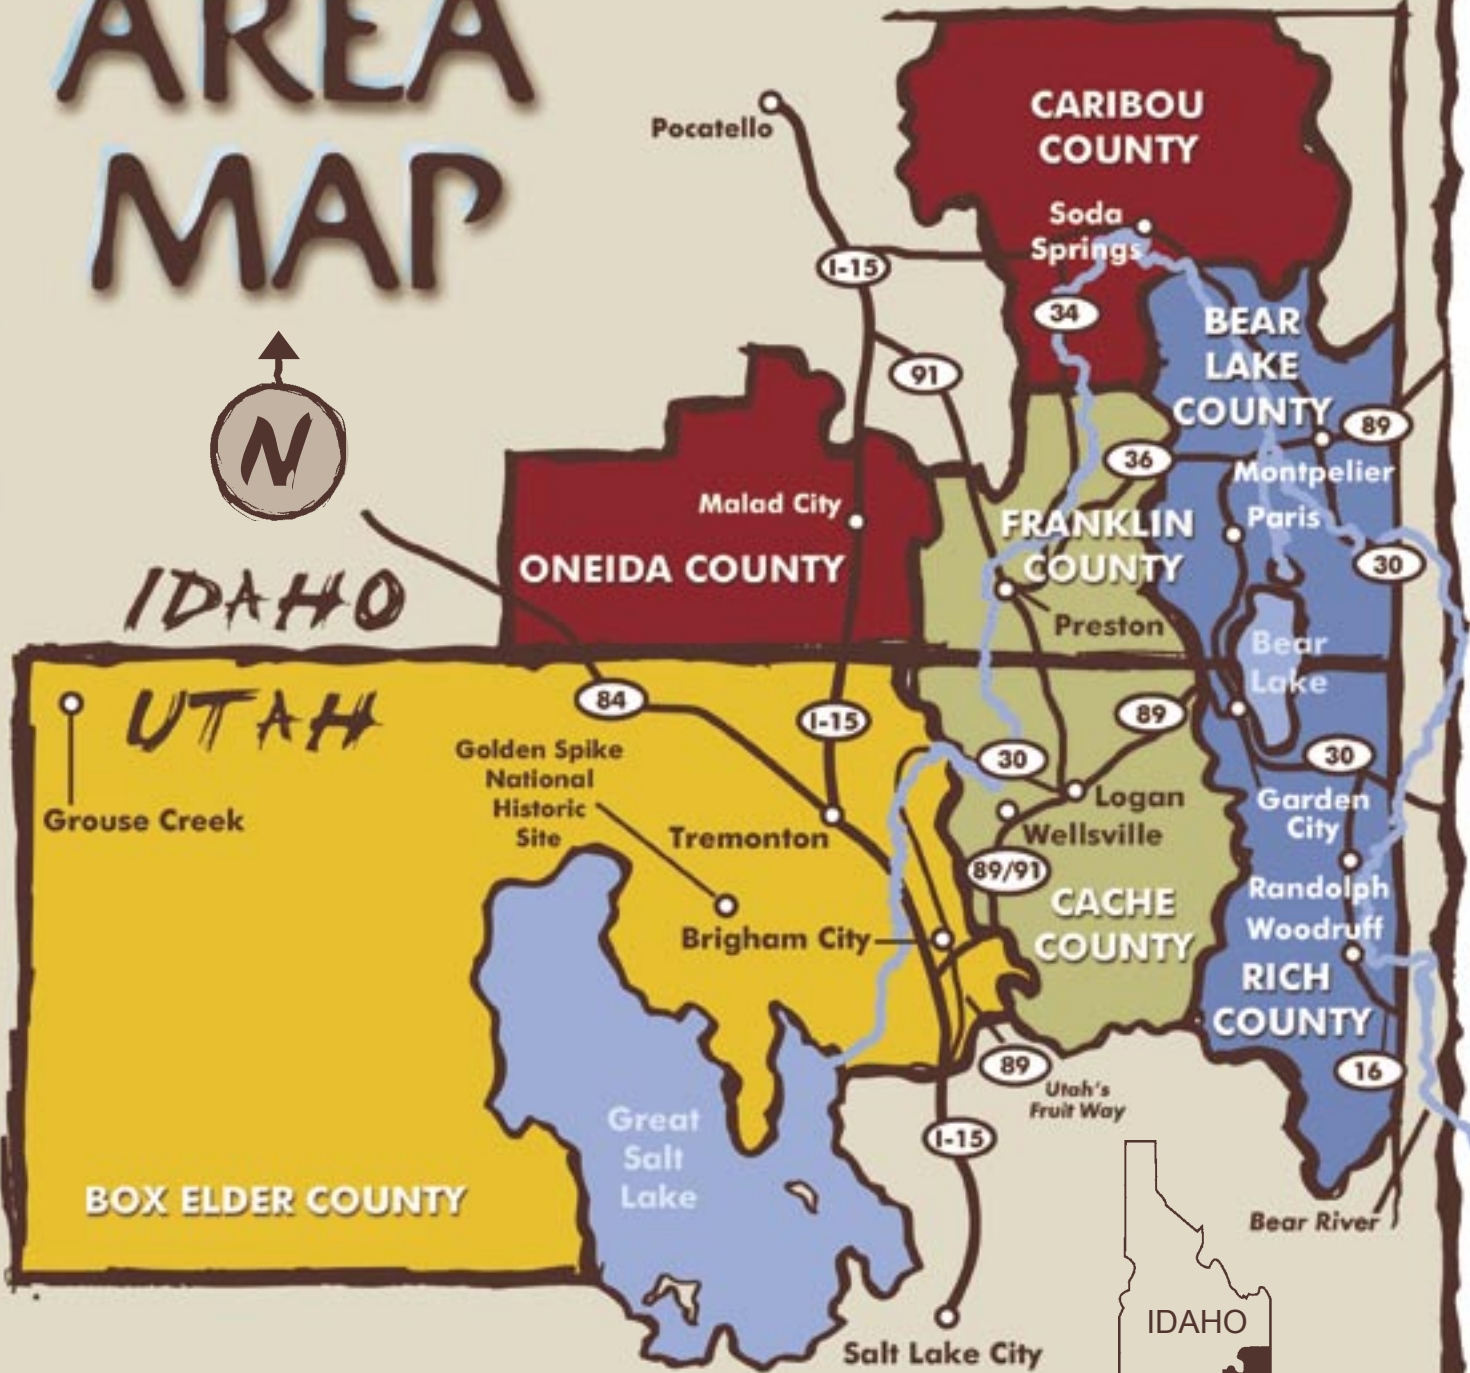 AREA
MAP
N
IDAHO
UTAH
Pocatello
CARIBOU
COUNTY
Soda
Springs
I-15
34
91
BEAR
LAKE
COUNTY
89
36
Montpelier
Paris
Malad City
ONEIDA COUNTY
FRANKLIN
COUNTY
30
Preston
Bear
Lake
84
I-15
89
Golden Spike
National
Historic
Site
Grouse Creek
Tremonton
30
Logan
Wellsville
30
Garden
City
89/91
Randolph
Woodruff
Brigham City
CACHE
COUNTY
RICH
COUNTY
89
Utah's
Fruit Way
16
Great
Salt
Lake
I-15
BOX ELDER COUNTY
Bear River
IDAHO
Salt Lake City